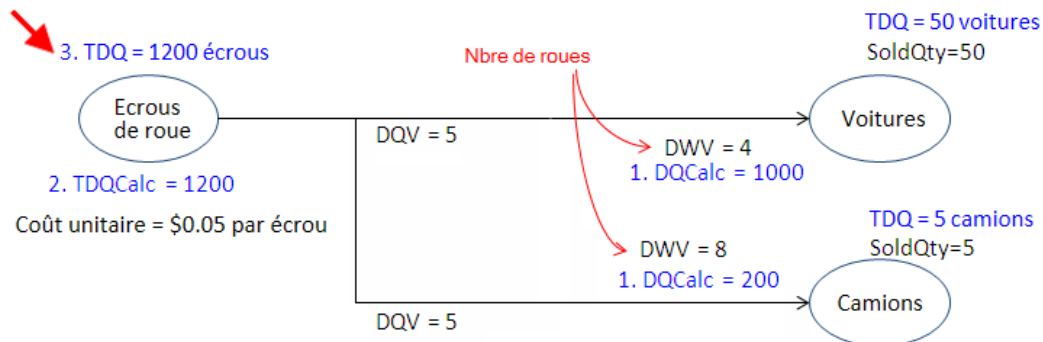 TDQ = 50 voitures
SoldQty=50
3. TDQ = 1200 écrous
Nbre de roues
Ecrous
de roue
Voitures
DQV = 5
DWV = 4
1. DQCalc = 1000
2. TDQCalc = 1200
Coût unitaire = $0.05 par écrou
TDQ = 5 camions
SoldQty=5
DWV = 8
1. DQCalc = 200
Camions
DQV = 5